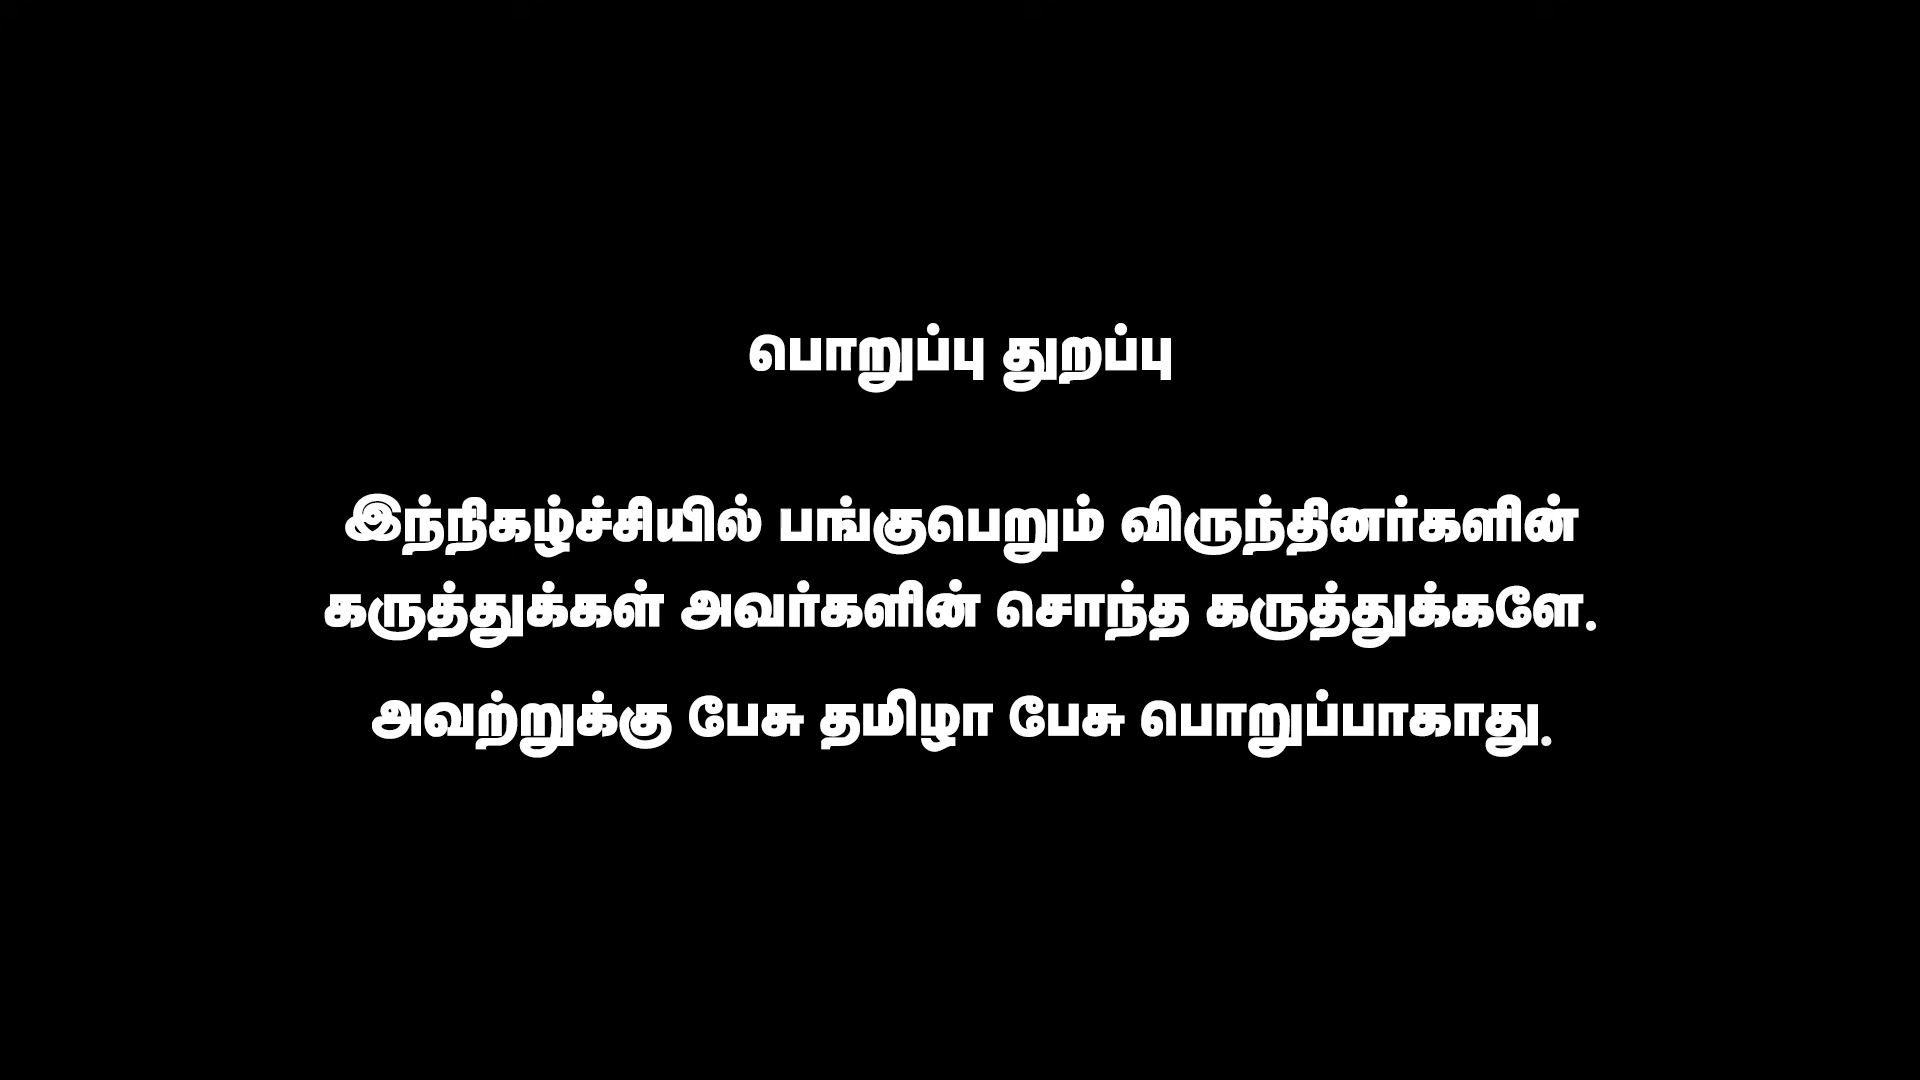 பொறுப்பு துறப்பு
இந்நிகழ்ச்சியில் பங்குபெறும் விருந்தினர்களின்
கருத்துக்கள் அவர்களின் சொந்த கருத்துக்களே.
அவற்றுக்கு பேசு தமிழா பேசு பொறுப்பாகாது.